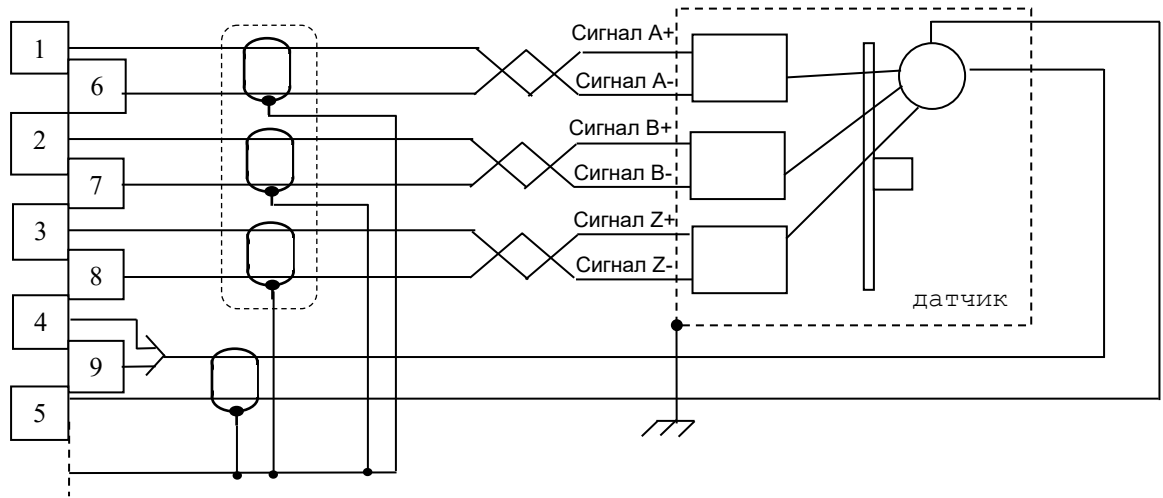 1
Сигнал A+
6
Сигнал A-
2
Сигнал B+
7
Сигнал B-
3
Сигнал Z+
8
Сигнал Z-
4
датчик
9
5